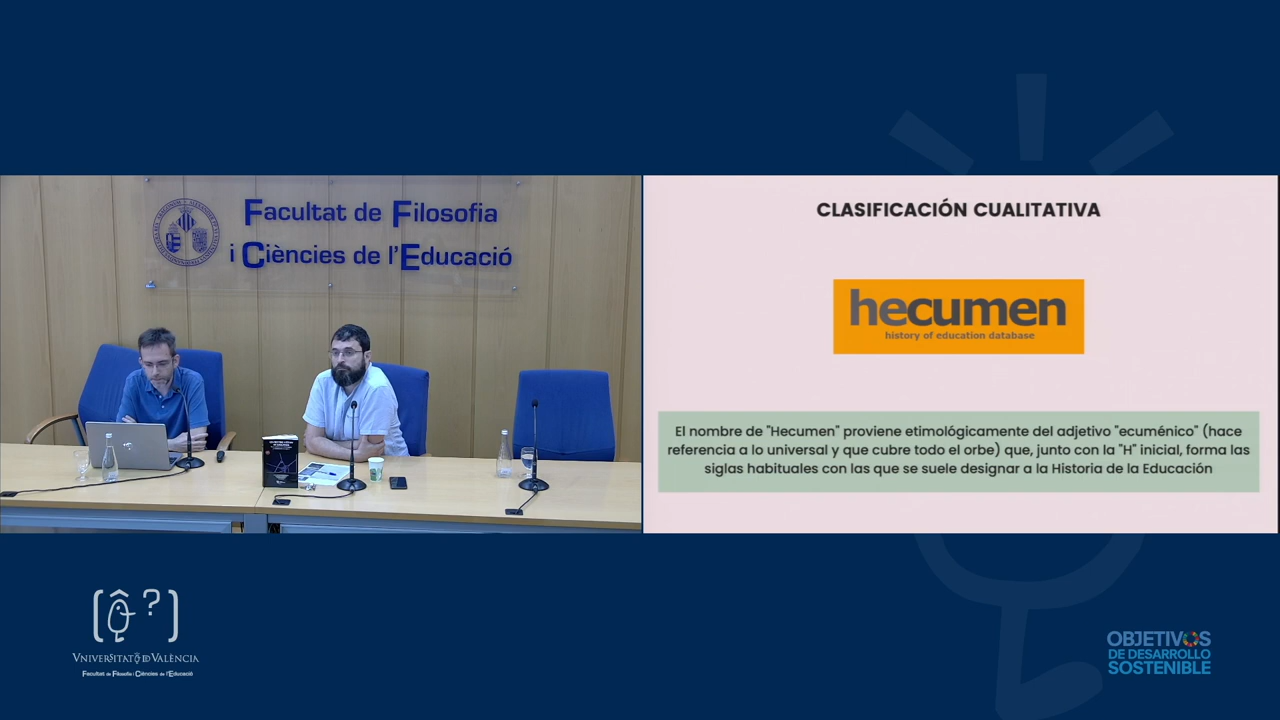 Facultat de Filosofia
i Ciències de l'Educació
CLASIFICACIÓN CUALITATIVA
hecumen
history of education database
El nombre de "Hecumen" proviene etimológicamente del adjetivo "ecuménico" (hace
referencia a lo universal y que cubre todo el orbe) que, junto con la "H" inicial, forma las
siglas habituales con las que se suele designar a la Historia de la Educación
VNIVERSITAT ID VALÈNCIA
Facultat de Filosofia i Ciències de l'Educació
OBJETIVOS
DE DESARROLLO
SOSTENIBLE